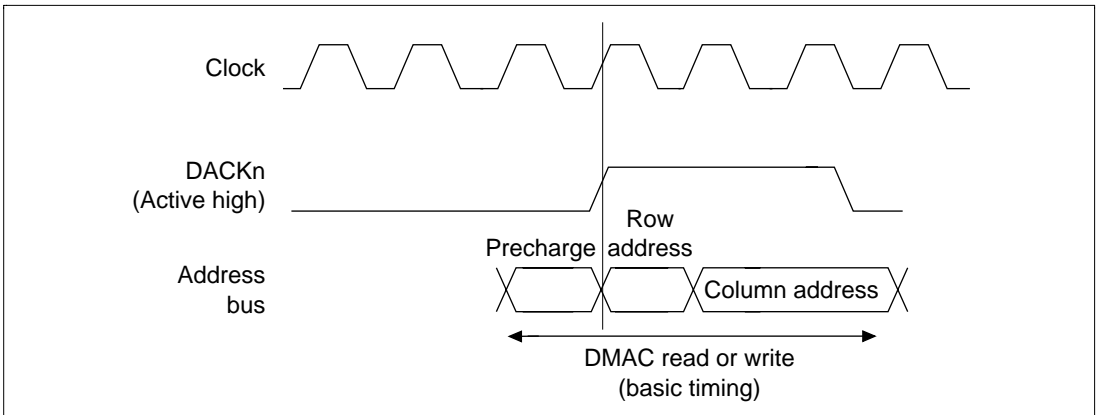 Clock
DACKn
(Active high)
Row
Precharge address
Address
bus
Column address
DMAC read or write
(basic timing)